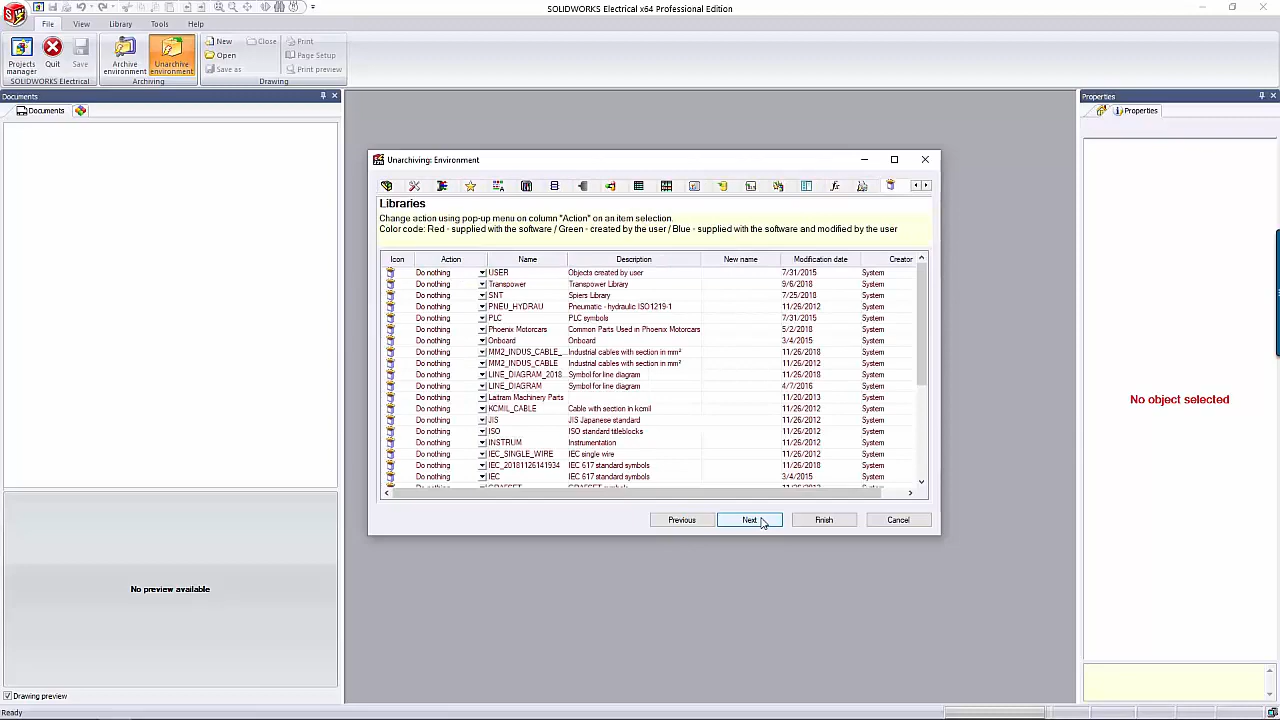 SOLIDWORKS Electrical x64 Professional Edition
File View Library Tools Help
Projects manager
Quit
Save
Archive environment
Unarchive environment
New
Open
Save as
Close
Print
Page Setup
Print preview
SOLIDWORKS Electrical
Archiving
Drawing
Documents
Documents
Properties
Properties
Unarchiving: Environment
Libraries
Change action using pop-up menu on column "Action" on an item selection.
Color code: Red - supplied with the software / Green - created by the user / Blue - supplied with the software and modified by the user
Icon Action Name Description New name Modification date Creator
Do nothing USER Objects created by user 7/31/2015 System
Do nothing Transpower Transpower Library 9/6/2018 System
Do nothing SNT Spiers Library 7/25/2018 System
Do nothing PNEU_HYDRAU Pneumatic - hydraulic ISO1219-1 11/26/2012 System
Do nothing PLC PLC symbols 7/31/2015 System
Do nothing Phoenix Motorcars Common Parts Used in Phoenix Motorcars 5/2/2018 System
Do nothing Onboard Onboard 3/4/2015 System
Do nothing MM2_INDUS_CABLE_... Industrial cables with section in mm² 11/26/2018 System
Do nothing MM2_INDUS_CABLE Industrial cables with section in mm² 11/26/2012 System
Do nothing LINE_DIAGRAM_2018... Symbol for line diagram 11/26/2018 System
Do nothing LINE_DIAGRAM Symbol for line diagram 4/7/2016 System
Do nothing Latram Machinery Parts 11/20/2013 System
Do nothing KCMIL_CABLE Cable with section in kcmil 11/26/2012 System
Do nothing JIS JIS Japanese standard 11/26/2012 System
Do nothing ISO ISO standard titleblocks 11/26/2012 System
Do nothing INSTRUM Instrumentation 11/26/2012 System
Do nothing IEC_SINGLE_WIRE IEC single wire 11/26/2012 System
Do nothing IEC_20181126141934 IEC 617 standard symbols 11/26/2018 System
Do nothing IEC IEC 617 standard symbols 3/4/2015 System
Previous Next Finish Cancel
No object selected
No preview available
Drawing preview
Ready